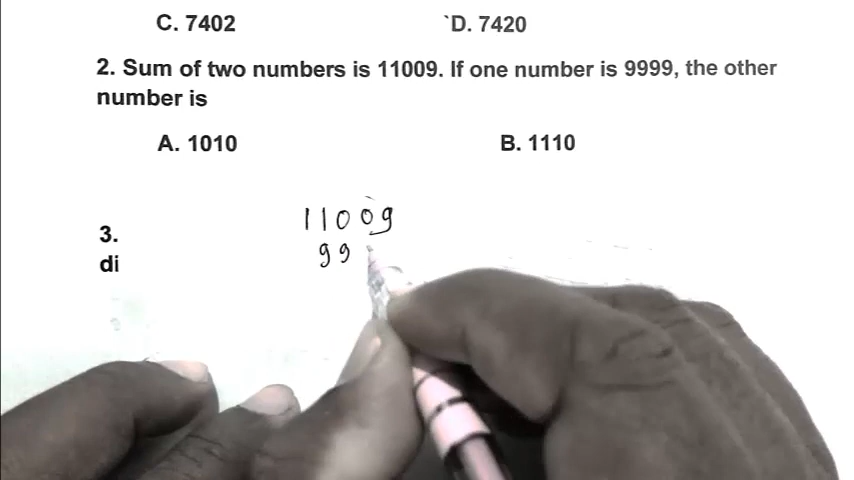 C. 7402 `D. 7420
2. Sum of two numbers is 11009. If one number is 9999, the other
number is
A. 1010 B. 1110
3.
di
11009
99